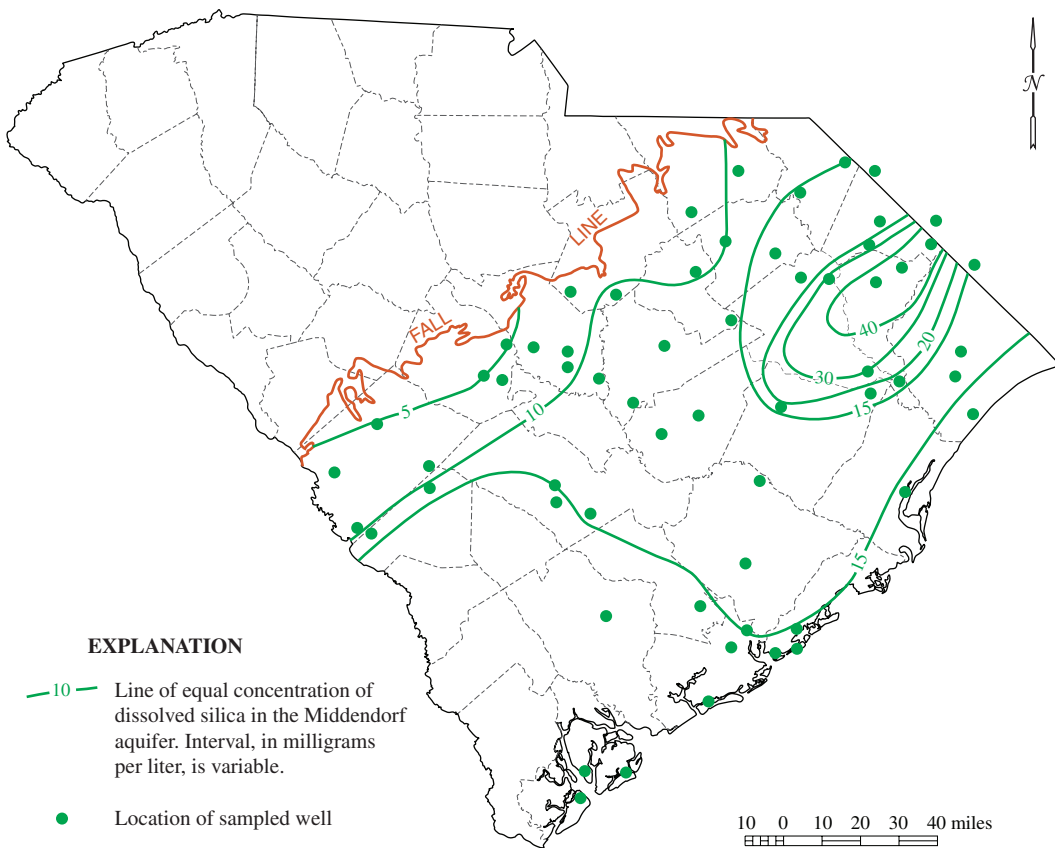 N
LINE
FALL
5
10
40
30
20
15
15
EXPLANATION
10
Line of equal concentration of
dissolved silica in the Middendorf
aquifer. Interval, in milligrams
per liter, is variable.
Location of sampled well
10 0 10 20 30 40 miles